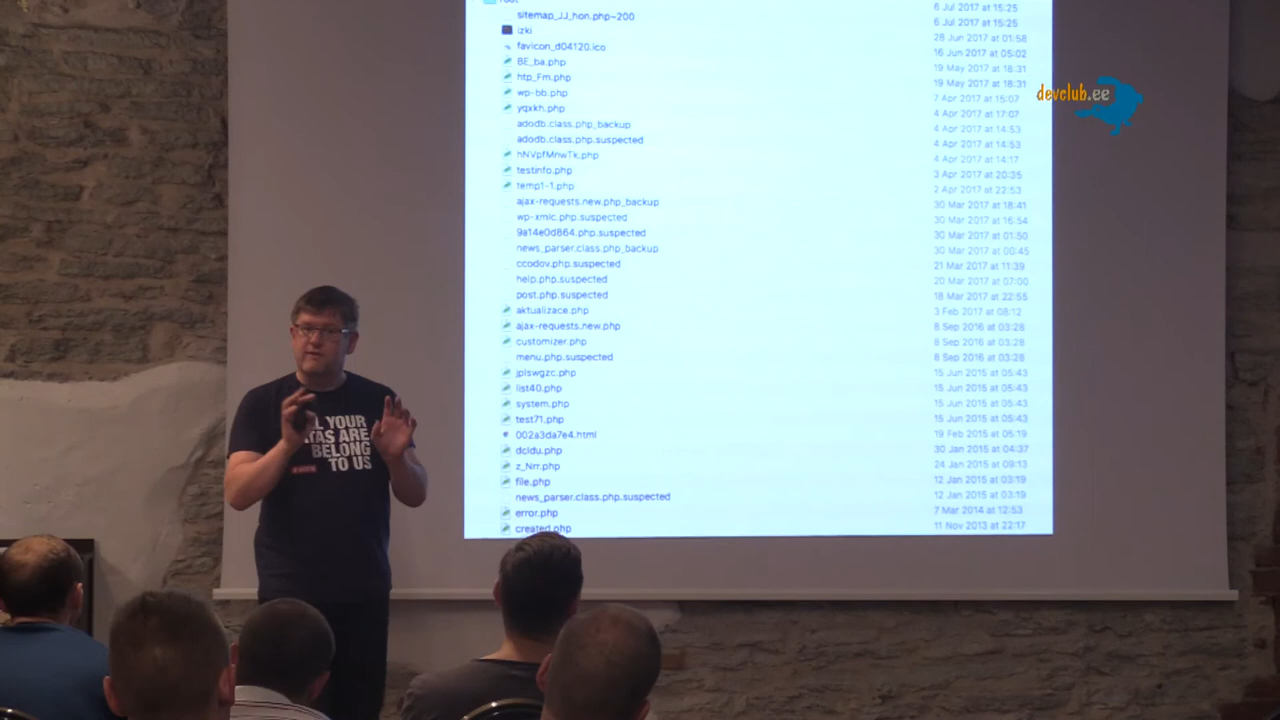 root
sitemap_JJ_hon.php~200 6 Jul 2017 at 15:25
6 Jul 2017 at 15:25
izki 28 Jun 2017 at 01:58
favicon_d04120.ico 16 Jun 2017 at 05:02
BE_ba.php 19 May 2017 at 18:31
htp_Fm.php 19 May 2017 at 18:31
wp-bb.php 7 Apr 2017 at 15:07
yqxkh.php 4 Apr 2017 at 17:07
adodb.class.php_backup 4 Apr 2017 at 14:53
adodb.class.php.suspected 4 Apr 2017 at 14:53
hNVpfMnwTk.php 4 Apr 2017 at 14:17
testinfo.php 3 Apr 2017 at 20:35
temp1-1.php 2 Apr 2017 at 22:53
ajax-requests.new.php_backup 30 Mar 2017 at 18:41
wp-xmlc.php.suspected 30 Mar 2017 at 16:54
9a14e0d864.php.suspected 30 Mar 2017 at 01:50
news_parser.class.php_backup 30 Mar 2017 at 00:45
ccodov.php.suspected 21 Mar 2017 at 11:39
help.php.suspected 20 Mar 2017 at 07:00
post.php.suspected 18 Mar 2017 at 22:55
aktualizace.php 3 Feb 2017 at 08:12
ajax-requests.new.php 8 Sep 2016 at 03:28
customizer.php 8 Sep 2016 at 03:28
menu.php.suspected 8 Sep 2016 at 03:28
jplswgzc.php 15 Jun 2015 at 05:43
list40.php 15 Jun 2015 at 05:43
system.php 15 Jun 2015 at 05:43
test71.php 15 Jun 2015 at 05:43
002a3da7e4.html 19 Feb 2015 at 05:19
dcldu.php 30 Jan 2015 at 04:37
z_Nrr.php 24 Jan 2015 at 09:13
file.php 12 Jan 2015 at 03:19
news_parser.class.php.suspected 12 Jan 2015 at 03:19
error.php 7 Mar 2014 at 12:53
created.php 11 Nov 2013 at 22:17
devclub.ee
LL YOUR
TAS ARE
BELONG
TO US